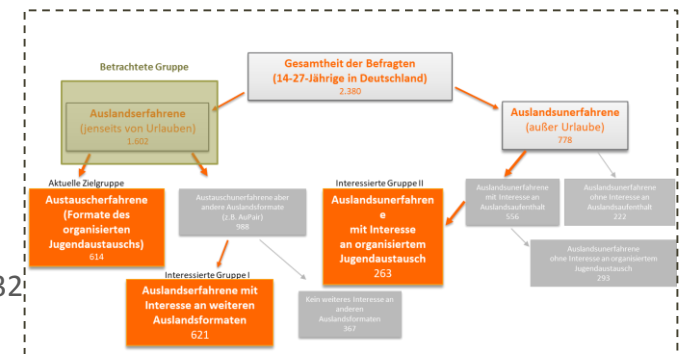 Betrachtete Gruppe
Gesamtheit der Befragten
(14-27-Jährige in Deutschland)
2.380
Auslandserfahrene
(jenseits von Urlauben)
1.602
Auslandsunerfahrene
(außer Urlaube)
778
Aktuelle Zielgruppe
Austauscherfahrene
(Formate des
organisierten
Jugendaustauschs)
614
Austauschunerfahrene aber
andere Auslandsformate
(z.B. AuPair)
988
Interessierte Gruppe II
Auslandsunerfahren
e
mit Interesse
an organisiertem
Jugendaustausch
263
Auslandsunerfahrene
mit Interesse an
Auslandsaufenthalt
556
Auslandsunerfahrene
ohne Interesse an
Auslandsaufenthalt
222
Auslandsunerfahrene
ohne Interesse an organisiertem
Jugendaustausch
293
Interessierte Gruppe I
Auslandserfahrene mit
Interesse an weiteren
Auslandsformaten
621
Kein weiteres Interesse an
anderen
Auslandsformaten
367
32